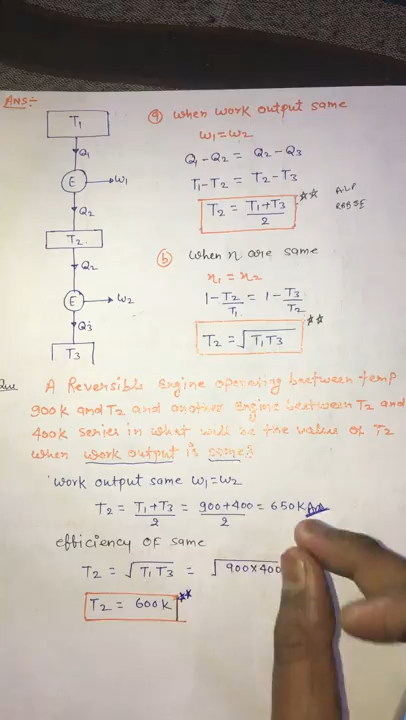 Ans:-
T1
Q1
E
W1
Q2
T2
Q2
E
W2
Q3
T3
(a) when work output same
W1 = W2
Q1-Q2 = Q2-Q3
T1-T2 = T2-T3
T2 = T1+T3/2
(b) when η are same
η1 = η2
1-T2/T1 = 1-T3/T2
T2 = √T1T3
Que A Reversible Engine operating beetween temp
900K and T2 and another Engine beetween T2 and
400K series in what will be the value of T2
when work output is same?
work output same W1=W2
T2 = T1+T3/2 = 900+400/2 = 650K Ans
efficiency of same
T2 = √T1T3 = √900×400
T2 = 600K